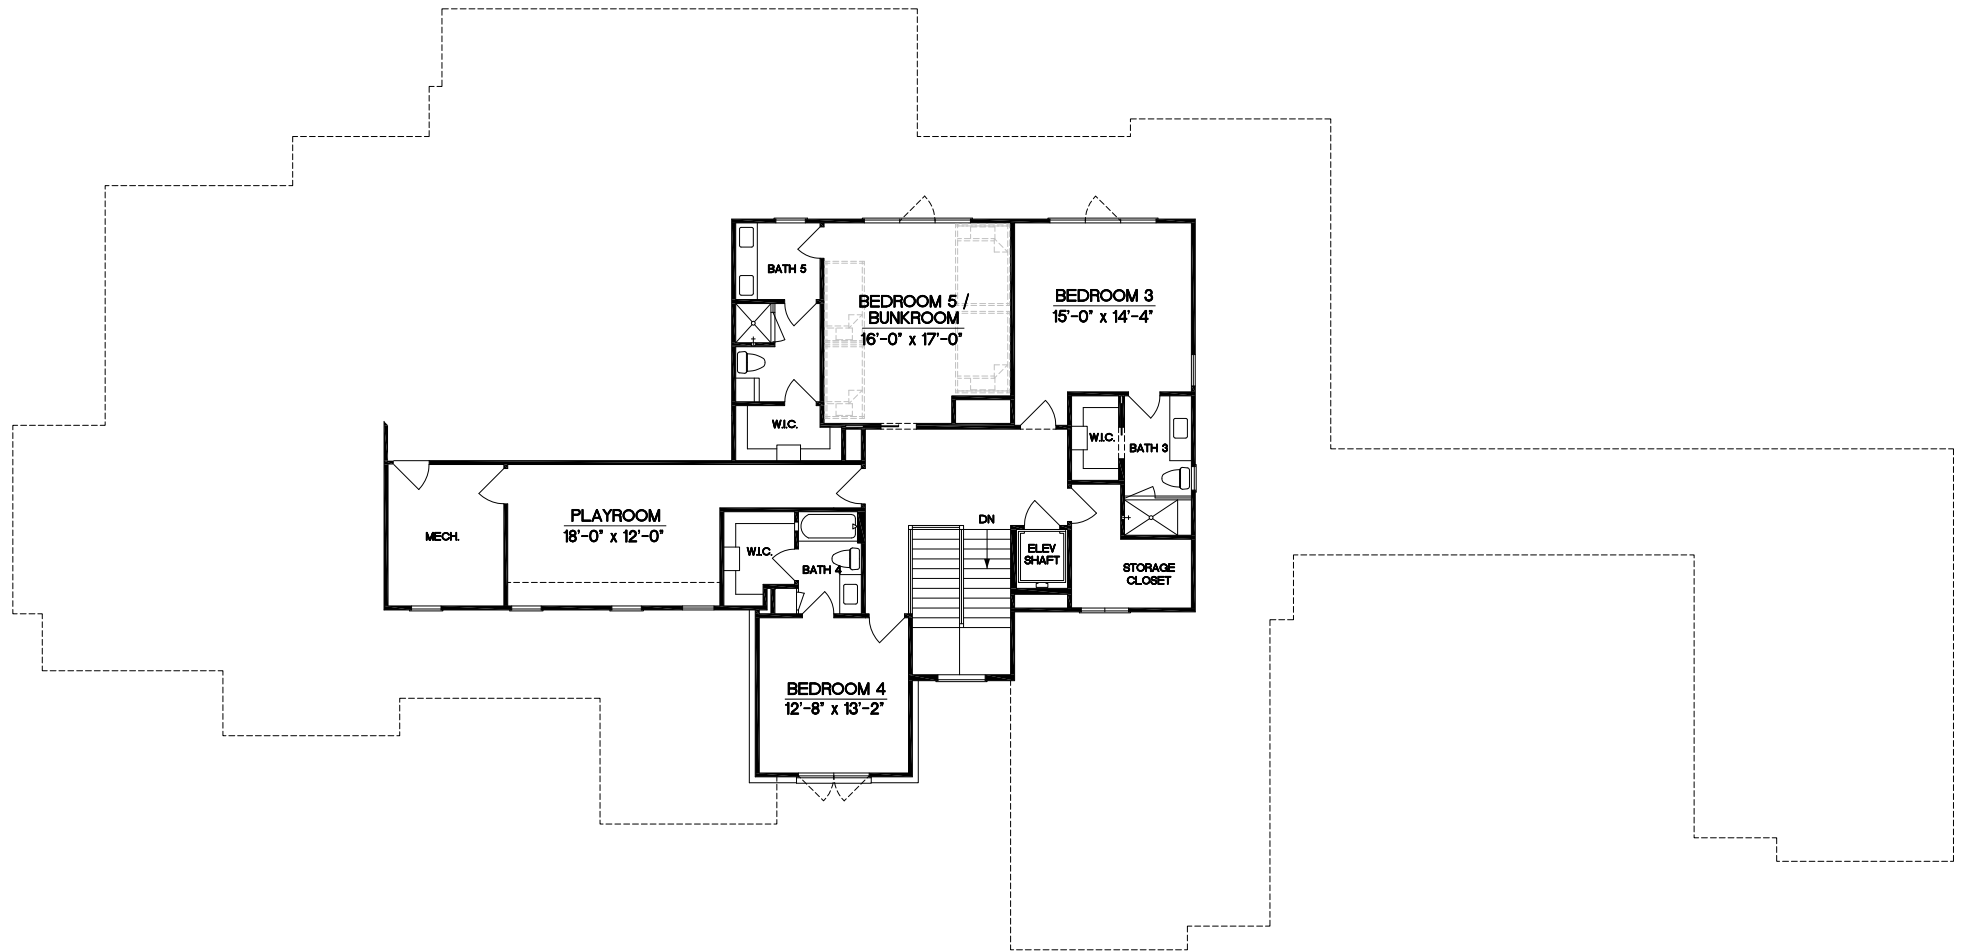 BATH 5
BEDROOM 5 /
BUNKROOM
16'-0" x 17'-0"
BEDROOM 3
15'-0" x 14'-4"
W.I.C.
W.I.C.
BATH 3
MECH.
PLAYROOM
18'-0" x 12'-0"
W.I.C.
BATH 4
DN
ELEV
SHAFT
STORAGE
CLOSET
BEDROOM 4
12'-8" x 13'-2"